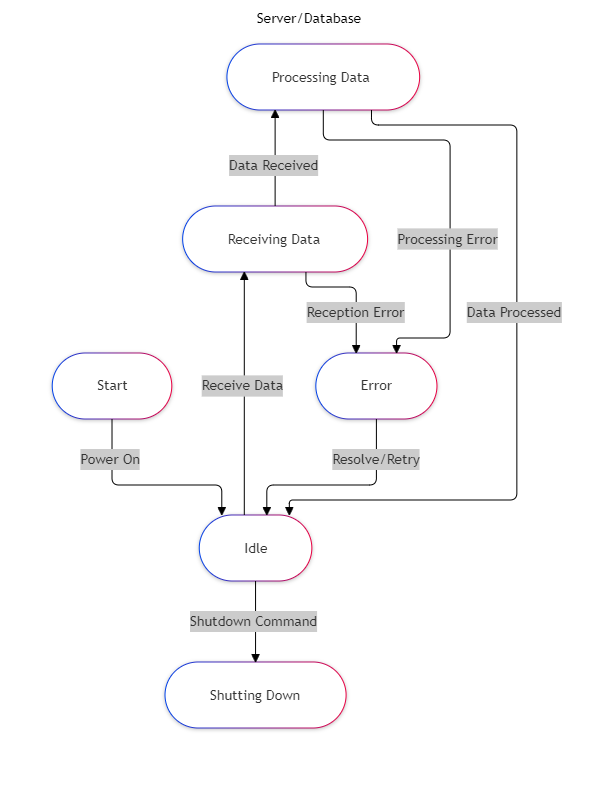 Server/Database
Processing Data
Data Received
Receiving Data
Processing Error
Reception Error
Data Processed
Start
Receive Data
Error
Power On
Resolve/Retry
Idle
Shutdown Command
Shutting Down